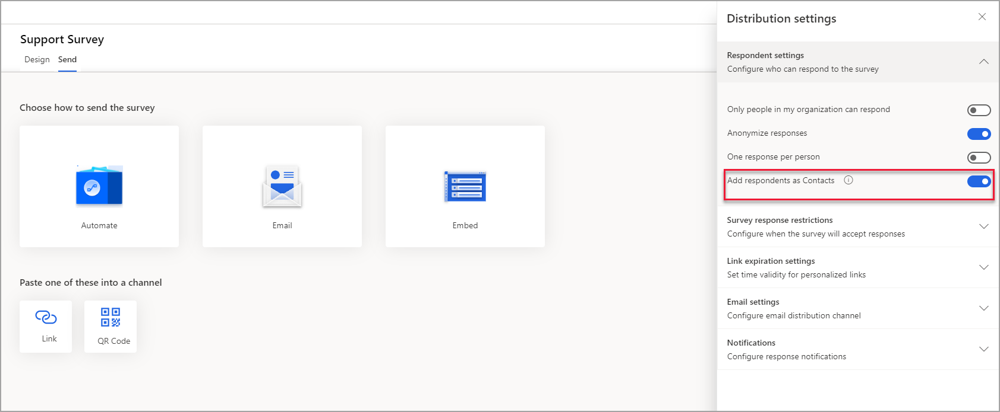 Support Survey
Design Send
Choose how to send the survey
Automate
Email
Embed
Paste one of these into a channel
Link
QR Code
Distribution settings
Respondent settings
Configure who can respond to the survey
Only people in my organization can respond
Anonymize responses
One response per person
Add respondents as Contacts
Survey response restrictions
Configure when the survey will accept responses
Link expiration settings
Set time validity for personalized links
Email settings
Configure email distribution channel
Notifications
Configure response notifications